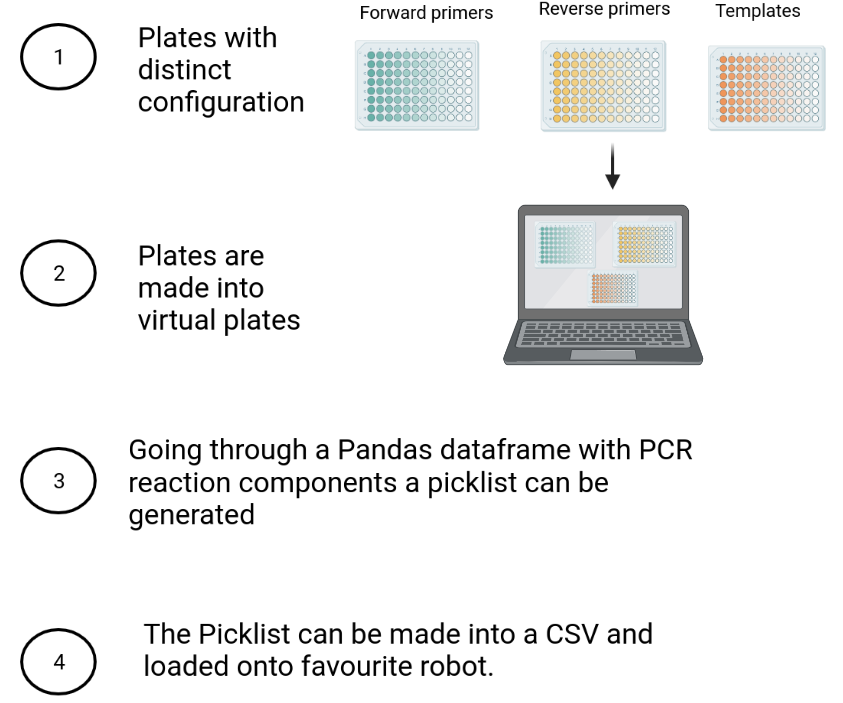 Forward primers
Reverse primers
Templates
1
Plates with
distinct
configuration
2
Plates are
made into
virtual plates
3
Going through a Pandas dataframe with PCR
reaction components a picklist can be
generated
4
The Picklist can be made into a CSV and
loaded onto favourite robot.